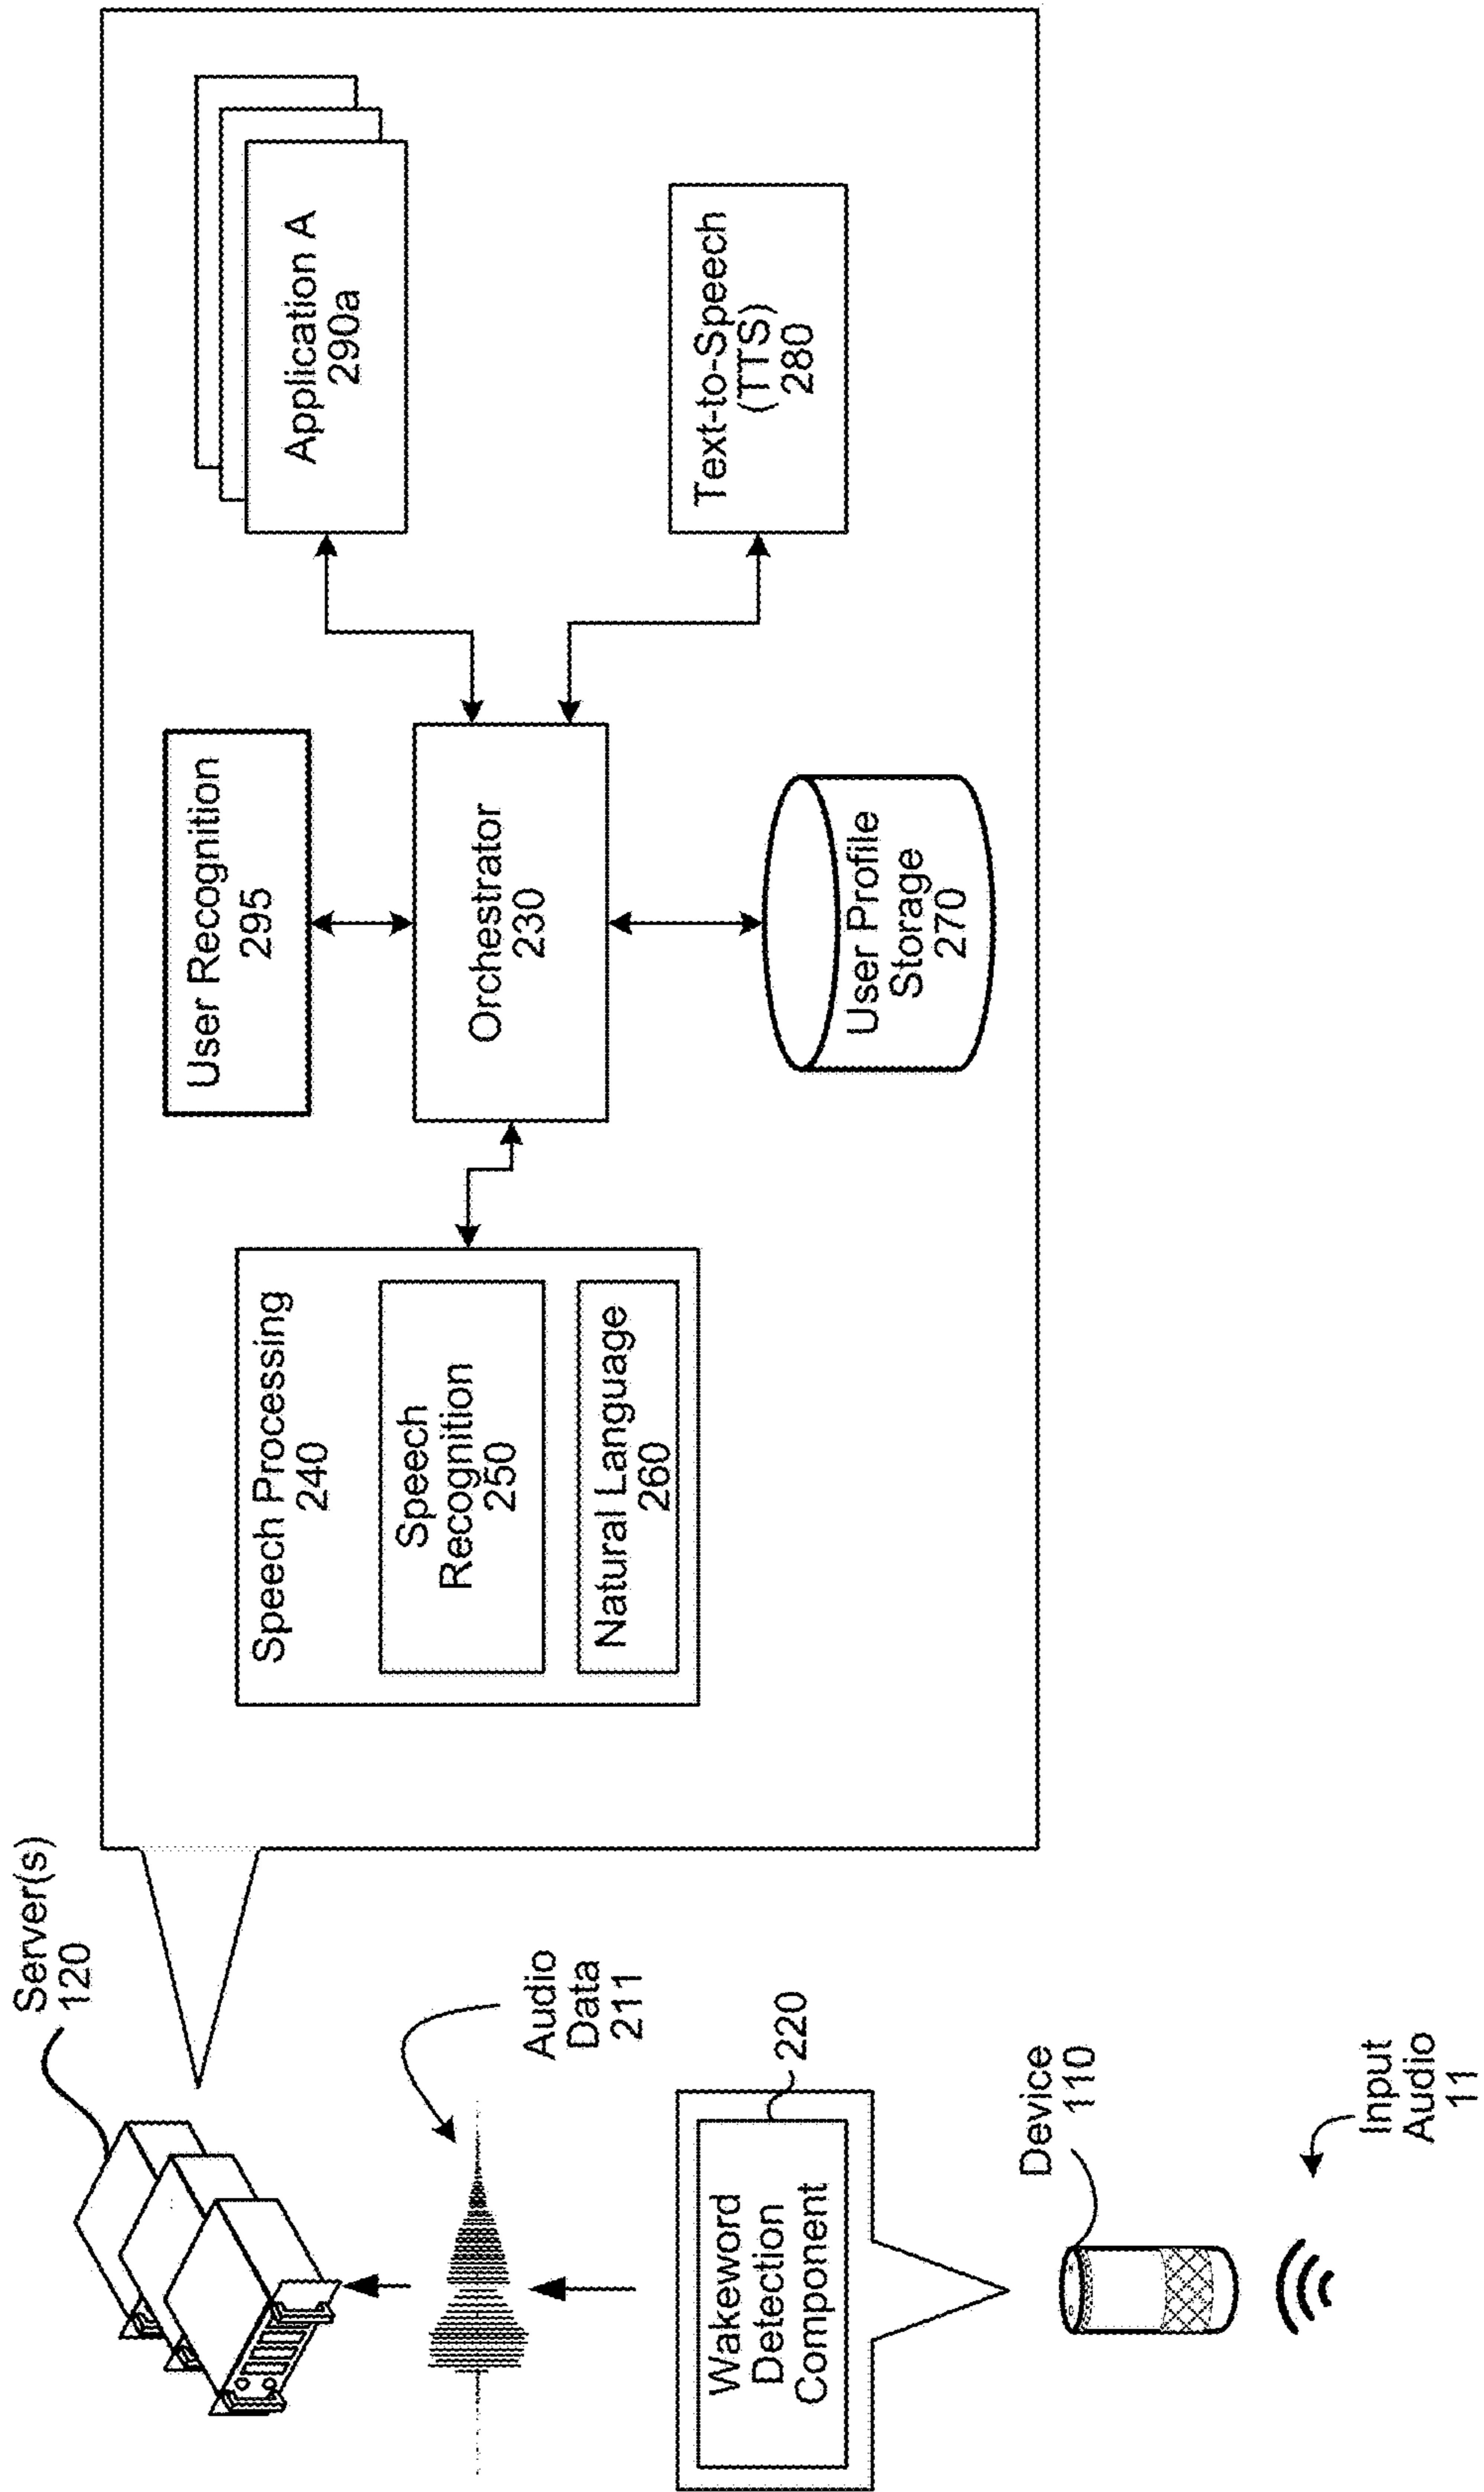 Server(s)
120
Audio
Data
211
Wakeword
Detection
Component
220
Device
110
Input
Audio
11
Speech Processing
240
Speech
Recognition
250
Natural Language
260
User Recognition
295
Orchestrator
230
User Profile
Storage
270
Application A
290a
Text-to-Speech
(TTS)
280